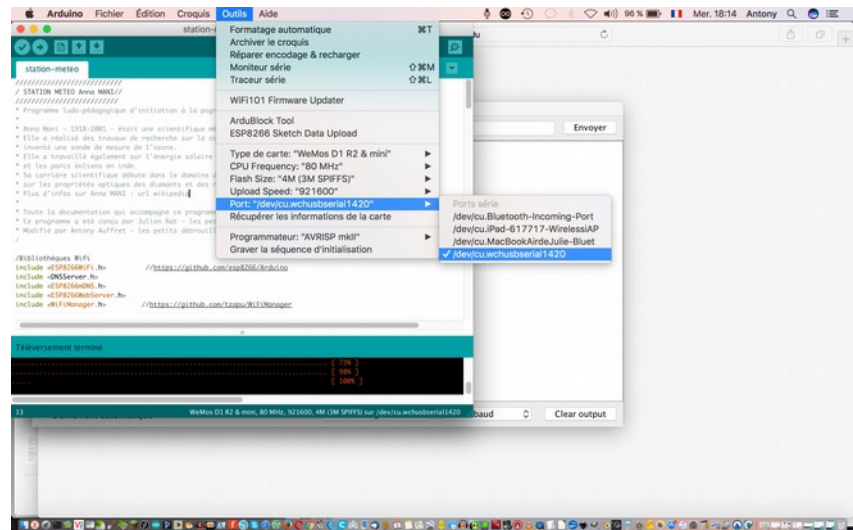 Arduino Fichier Édition Croquis Outils Aide 96 % Mer. 18:14 Antony
station-
Formatage automatique ⌘T
Archiver le croquis
Réparer encodage & recharger
Moniteur série ⇧⌘M
Traceur série ⇧⌘L
WiFi101 Firmware Updater
ArduBlock Tool
ESP8266 Sketch Data Upload
Type de carte: "WeMos D1 R2 & mini"
CPU Frequency: "80 MHz"
Flash Size: "4M (3M SPIFFS)"
Upload Speed: "921600"
Port: "/dev/cu.wchusbserial1420"
Récupérer les informations de la carte
Programmateur: "AVRISP mkII"
Graver la séquence d'initialisation
Ports série
/dev/cu.Bluetooth-Incoming-Port
/dev/cu.iPad-617717-WirelessiAP
/dev/cu.MacBookAirdeJulie-Bluet
/dev/cu.wchusbserial1420
Envoyer
station-meteo
////////////////////////////
/ STATION METEO Anna MANI//
////////////////////////////
* Programme ludo-pédagogique d'initiation à la
*
* Anna Mani - 1918-2001 - était une scientifique
* Elle a réalisé des travaux de recherche sur la
* inventé une sonde de mesure de l'ozone.
* Elle a travaillé également sur l'énergie solaire
* et les parcs éoliens en inde.
* Sa carrière scientifique débute dans le domaine
* sur les propriétés optiques des diamants et des
* Plus d'infos sur Anna MANI : url wikipedia
*
* Toute la documentation qui accompagne ce programme
* Ce programme a été conçu par Julien Rat - les
* Modifié par Antony Auffret - les petits
/
/Bibliothèques Wifi
include <ESP8266WiFi.h> //https://github.com/esp8266/Arduino
include <DNSServer.h>
include <ESP8266mDNS.h>
include <ESP8266WebServer.h>
include <WiFiManager.h> //https://github.com/tzapu/WiFiManager
Téléversement terminé
[ 73% ]
[ 98% ]
[ 100% ]
13 WeMos D1 R2 & mini, 80 MHz, 921600, 4M (3M SPIFFS) sur /dev/cu.wchusbserial1420
baud Clear output